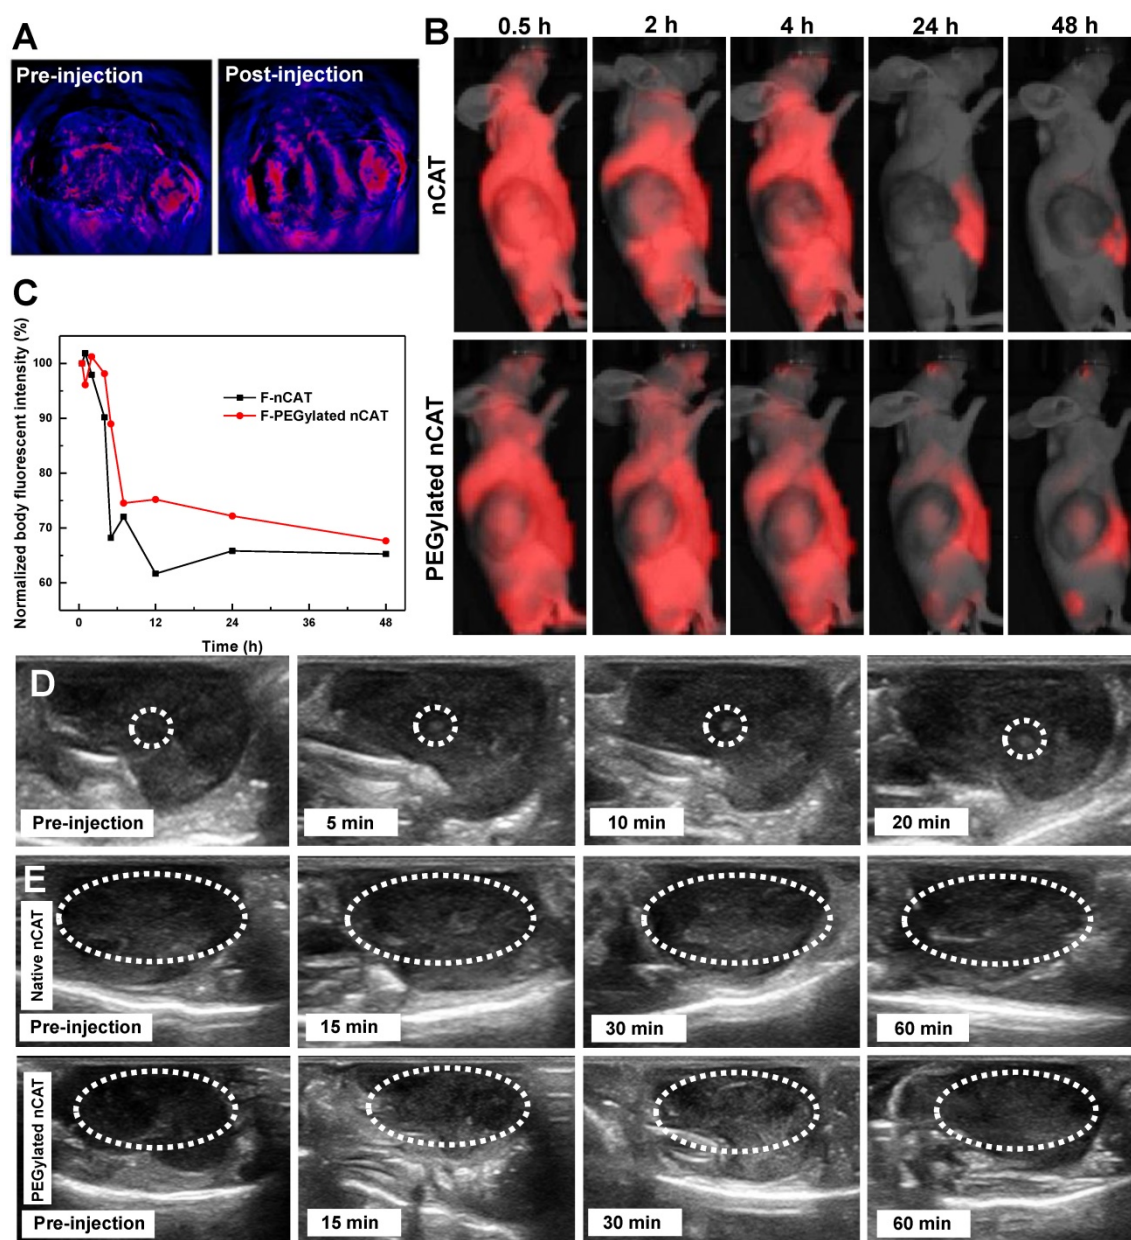 A
Pre-injection
Post-injection
B
0.5 h
2 h
4 h
24 h
48 h
nCAT
PEGylated nCAT
C
Normalized body fluorescent intensity (%)
100
90
80
70
60
F-nCAT
F-PEGylated nCAT
0
12
24
36
48
Time (h)
D
Pre-injection
5 min
10 min
20 min
E
Native nCAT
Pre-injection
15 min
30 min
60 min
PEGylated nCAT
Pre-injection
15 min
30 min
60 min